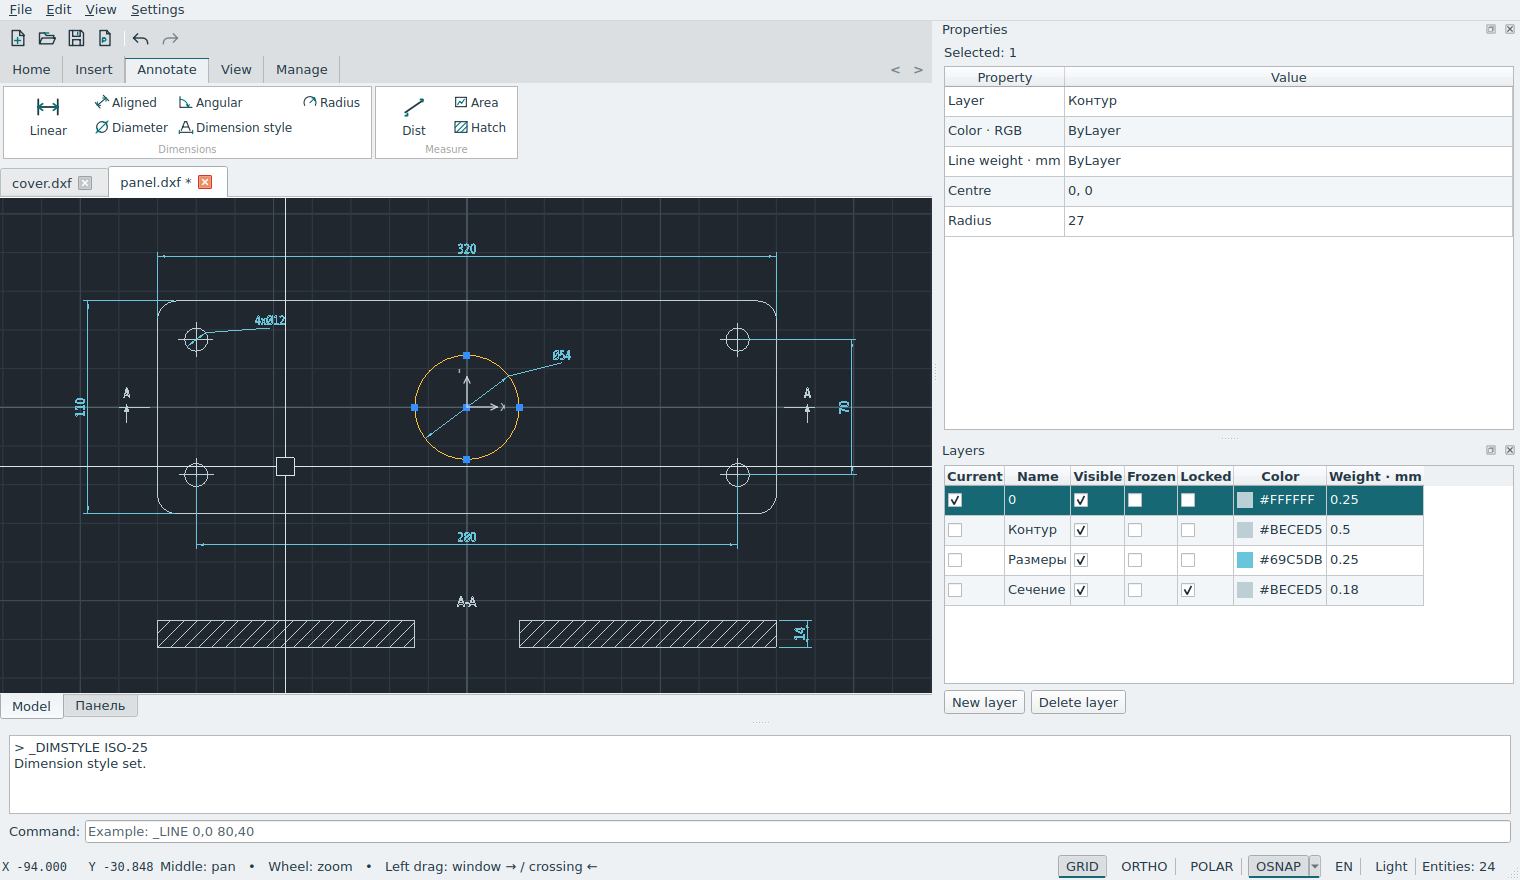 File Edit View Settings
Home Insert Annotate View Manage < >
Linear Aligned Angular Radius
Diameter Dimension style
Dimensions
Dist Area
Hatch
Measure
cover.dxf panel.dxf *
320
4xØ12
Ø54
110
A A
70
X
280
A-A
14
Model Панель
Properties
Selected: 1
Property Value
Layer Контур
Color · RGB ByLayer
Line weight · mm ByLayer
Centre 0, 0
Radius 27
Layers
Current Name Visible Frozen Locked Color Weight · mm
0 #FFFFFF 0.25
Контур #BECED5 0.5
Размеры #69C5DB 0.25
Сечение #BECED5 0.18
New layer Delete layer
> _DIMSTYLE ISO-25
Dimension style set.
Command: Example: _LINE 0,0 80,40
X -94.000 Y -30.848 Middle: pan • Wheel: zoom • Left drag: window → / crossing ← GRID ORTHO POLAR OSNAP EN Light Entities: 24